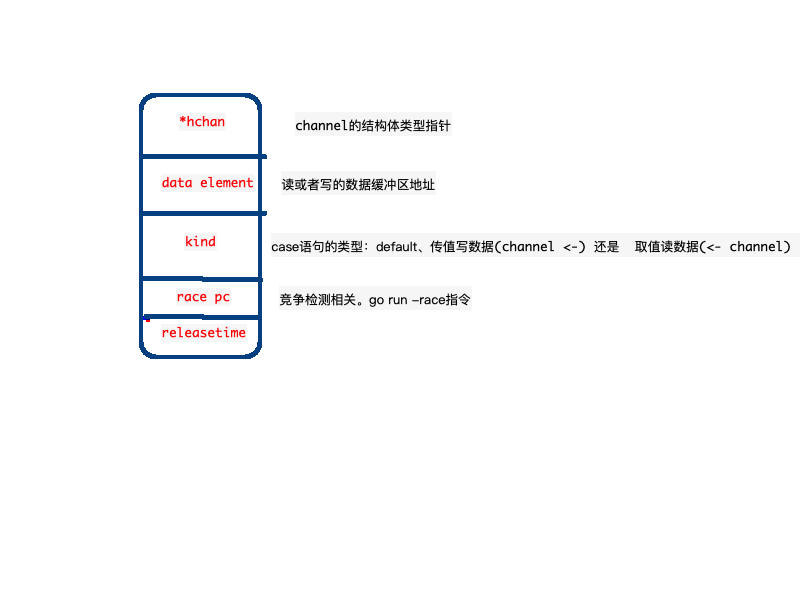 *hchan channel的结构体类型指针
data element 读或者写的数据缓冲区地址
kind case语句的类型：default、传值写数据(channel <-) 还是 取值读数据(<- channel)
race pc 竞争检测相关。go run –race指令
releasetime